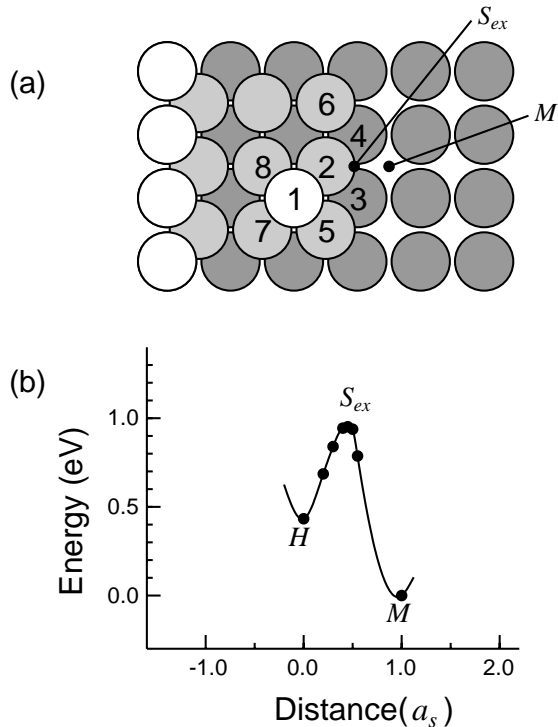 S_ex
(a)
6
M
4
8 2
1 3
7 5
(b)
S_ex
1.0
Energy (eV)
0.5
H
0.0
M
-1.0 0.0 1.0 2.0
Distance(a_s)